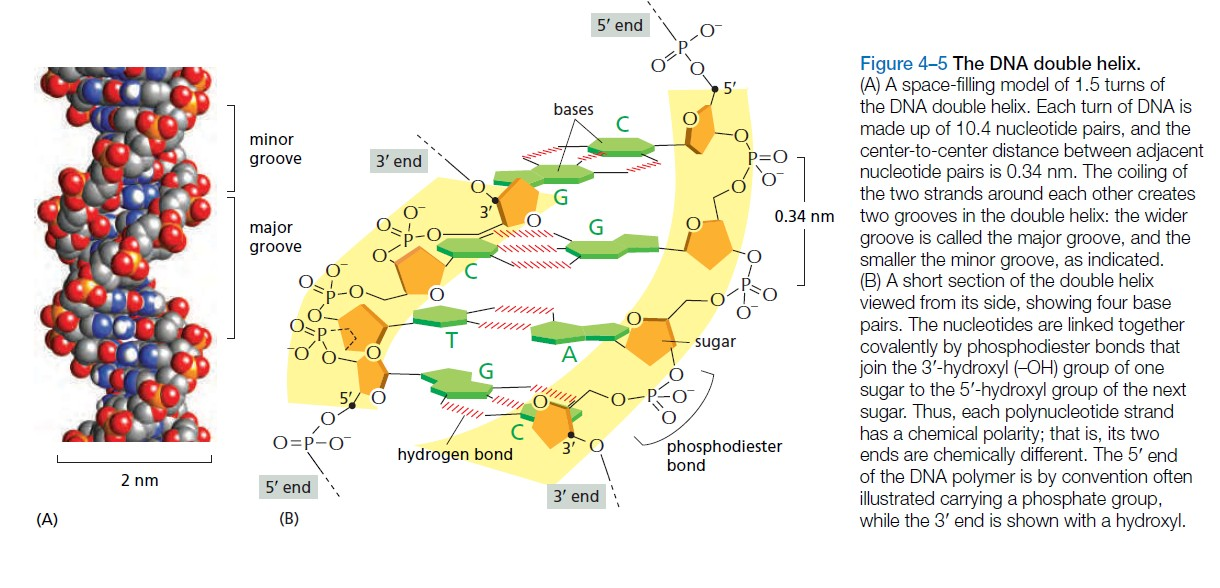 minor
groove
major
groove
2 nm
(A)
5′ end
O⁻
P
O
O
5′
bases
C
O
O
P=O
O⁻
O
3′ end
O
3′
G
O
0.34 nm
O⁻
O
P–O
O
G
O
C
O
O
O⁻
O
P–O
O
O
P=O
O⁻
O
O
P
⁻O
O
O
T
A
O
sugar
G
O
O
5′
O
O=P–O⁻
C
O
O–P–O⁻
O
3′
O
hydrogen bond
phosphodiester
bond
5′ end
3′ end
(B)
Figure 4–5 The DNA double helix.
(A) A space-filling model of 1.5 turns of
the DNA double helix. Each turn of DNA is
made up of 10.4 nucleotide pairs, and the
center-to-center distance between adjacent
nucleotide pairs is 0.34 nm. The coiling of
the two strands around each other creates
two grooves in the double helix: the wider
groove is called the major groove, and the
smaller the minor groove, as indicated.
(B) A short section of the double helix
viewed from its side, showing four base
pairs. The nucleotides are linked together
covalently by phosphodiester bonds that
join the 3′-hydroxyl (–OH) group of one
sugar to the 5′-hydroxyl group of the next
sugar. Thus, each polynucleotide strand
has a chemical polarity; that is, its two
ends are chemically different. The 5′ end
of the DNA polymer is by convention often
illustrated carrying a phosphate group,
while the 3′ end is shown with a hydroxyl.